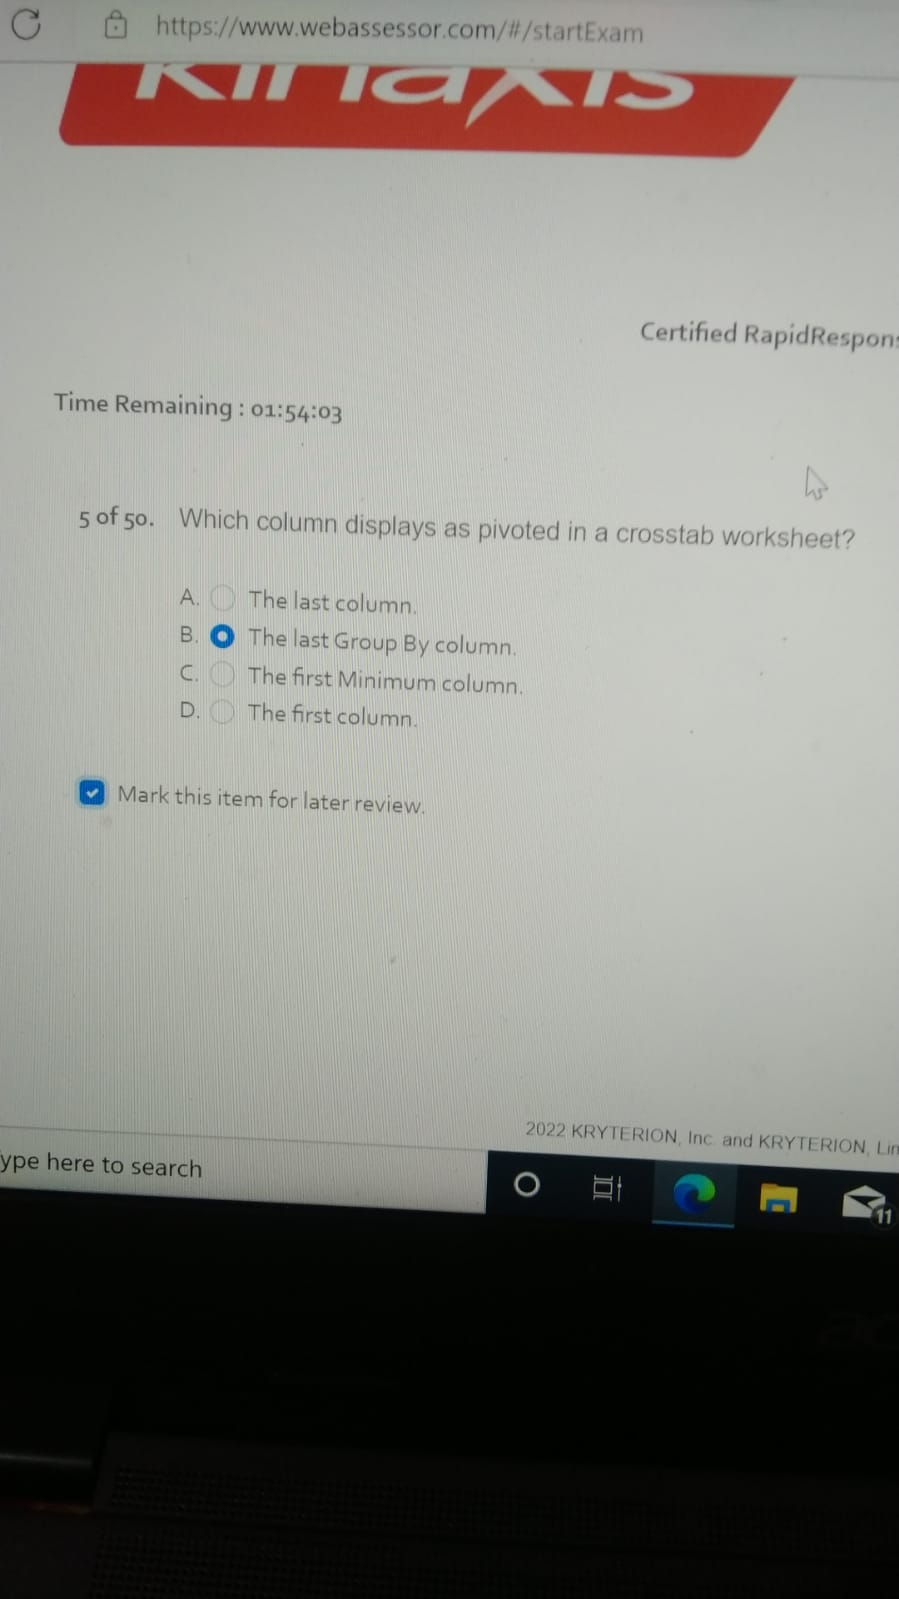 https://www.webassessor.com/#/startExam
Kinaxis
Certified
Time Remaining : 01:54:03
5 of 50. Which column displays as pivoted in a crosstab worksheet?
A. The last column.
B. The last Group By column.
C. The first Minimum column.
D. The first column.
Mark this item for later review.
2022 KRYTERION, Inc. and KRYTERION,
ype here to search
11